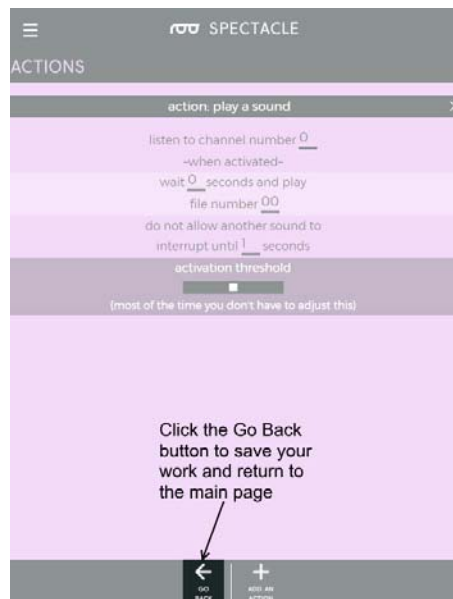 SPECTACLE
ACTIONS
action: play a sound
listen to channel number 0
-when activated-
wait 0 seconds and play
file number 00
do not allow another sound to
interrupt until 1 seconds
activation threshold
(most of the time you don't have to adjust this)
Click the Go Back
button to save your
work and return to
the main page
GO
BACK
ADD AN
ACTION